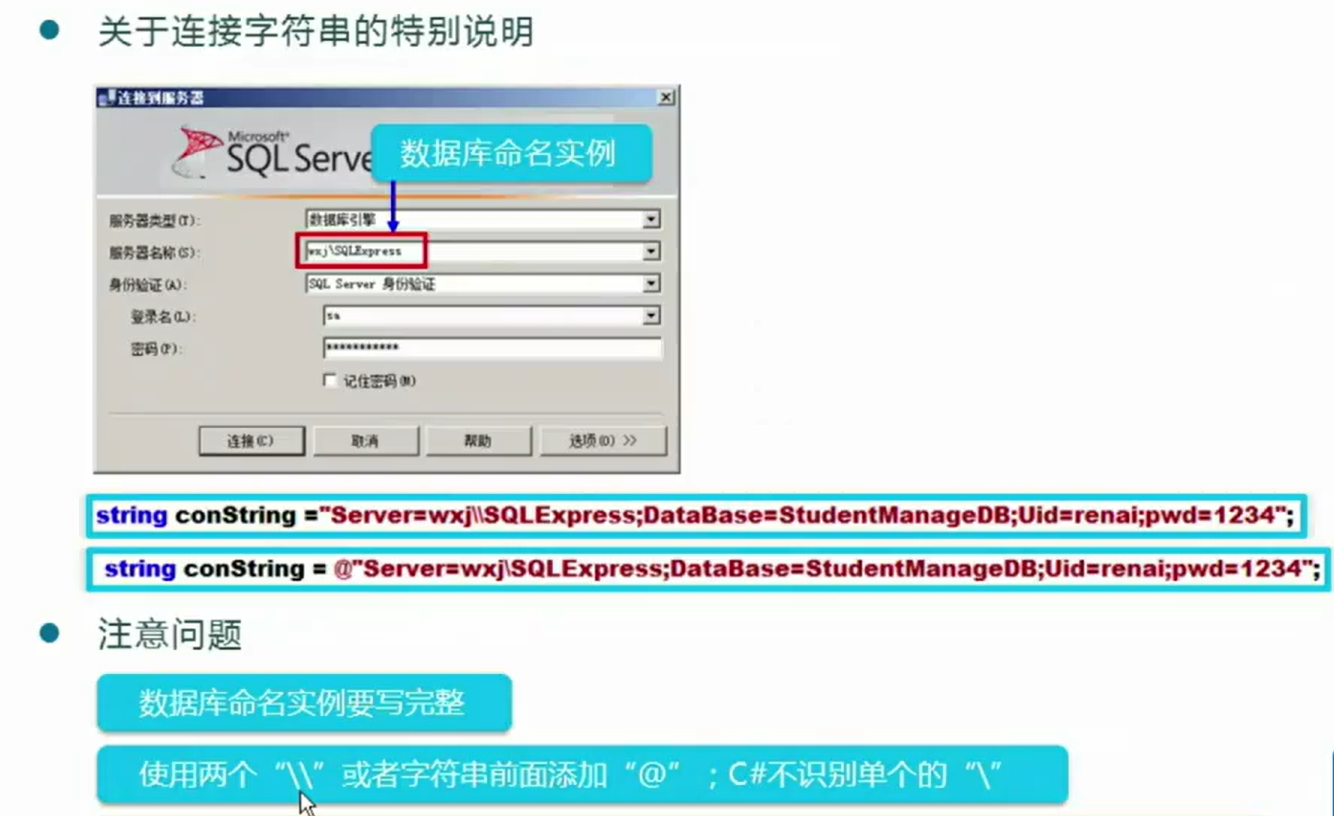 关于连接字符串的特别说明
连接到服务器
Microsoft®
SQL Serve
数据库命名实例
服务器类型(T):
数据库引擎
服务器名称(S):
wxj\SQLExpress
身份验证(A):
SQL Server 身份验证
登录名(L):
sa
密码(P):
***********
记住密码(M)
连接(C)
取消
帮助
选项(O) >>
string conString ="Server=wxj\\SQLExpress;DataBase=StudentManageDB;Uid=renai;pwd=1234";
string conString = @"Server=wxj\SQLExpress;DataBase=StudentManageDB;Uid=renai;pwd=1234";
注意问题
数据库命名实例要写完整
使用两个“\\”或者字符串前面添加“@” ；C#不识别单个的“\”